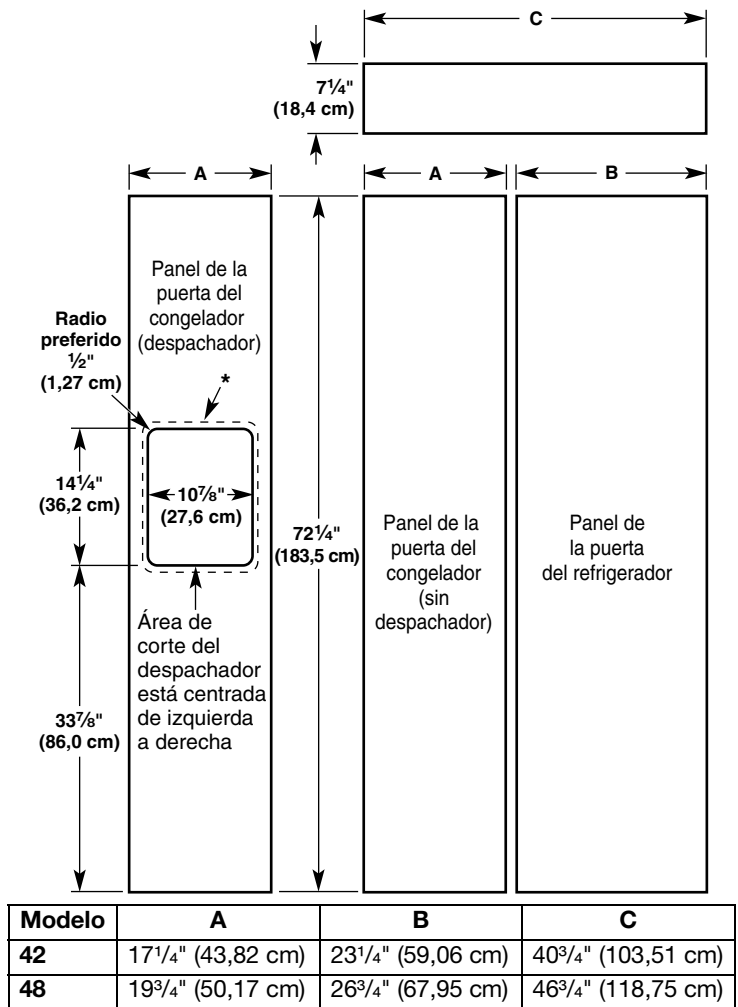 C
7¼"
(18,4 cm)
A
A
B
Panel de la
puerta del
congelador
(despachador)
Radio
preferido
½"
(1,27 cm)
*
14¼"
(36,2 cm)
10⅞"
(27,6 cm)
72¼"
(183,5 cm)
Panel de la
puerta del
congelador
(sin
despachador)
Panel de
la puerta
del refrigerador
Área de
corte del
despachador
está centrada
de izquierda
a derecha
33⅞"
(86,0 cm)
Modelo A B C
42 17¼" (43,82 cm) 23¼" (59,06 cm) 40¾" (103,51 cm)
48 19¾" (50,17 cm) 26¾" (67,95 cm) 46¾" (118,75 cm)